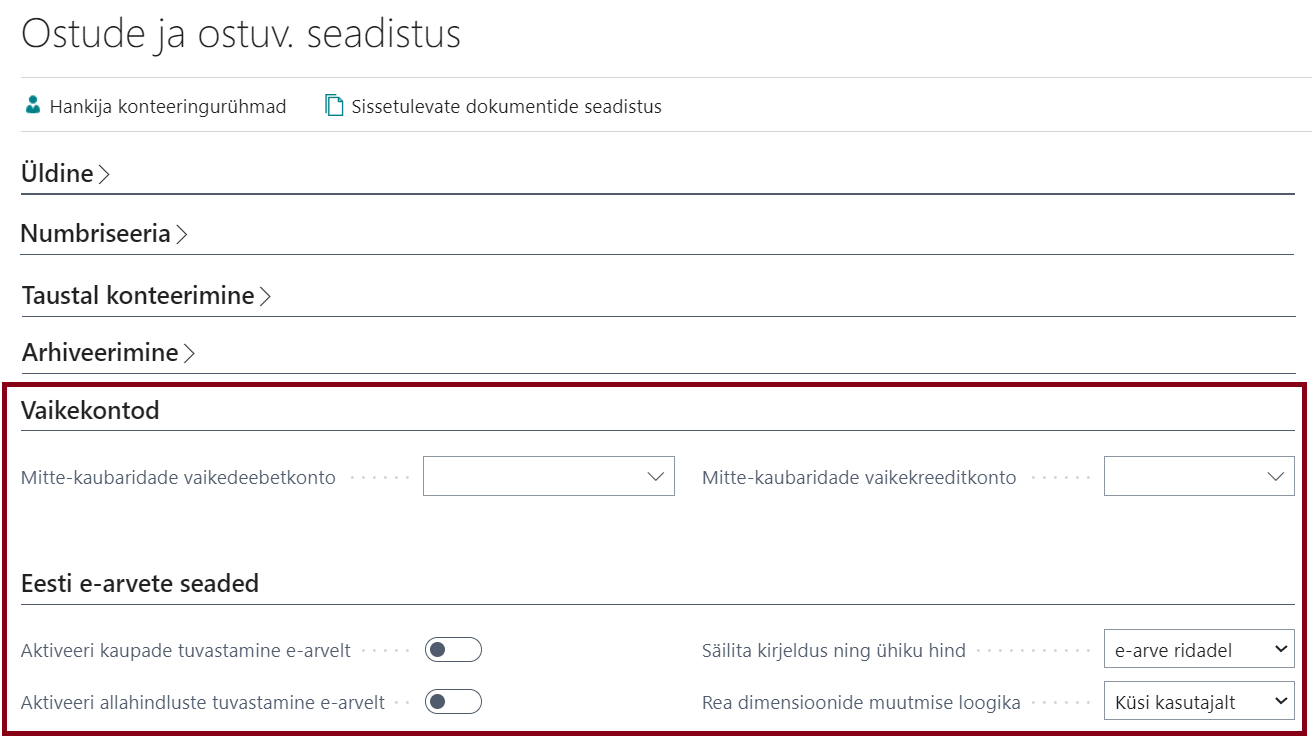 Ostude ja ostuv. seadistus
Hankija konteeringurühmad Sissetulevate dokumentide seadistus
Üldine
Numbriseeria
Taustal konteerimine
Arhiveerimine
Vaikekontod
Mitte-kaubaridade vaikedeebetkonto Mitte-kaubaridade vaikekreeditkonto
Eesti e-arvete seaded
Aktiveeri kaupade tuvastamine e-arvelt Säilita kirjeldus ning ühiku hind e-arve ridadel
Aktiveeri allahindluste tuvastamine e-arvelt Rea dimensioonide muutmise loogika Küsi kasutajalt